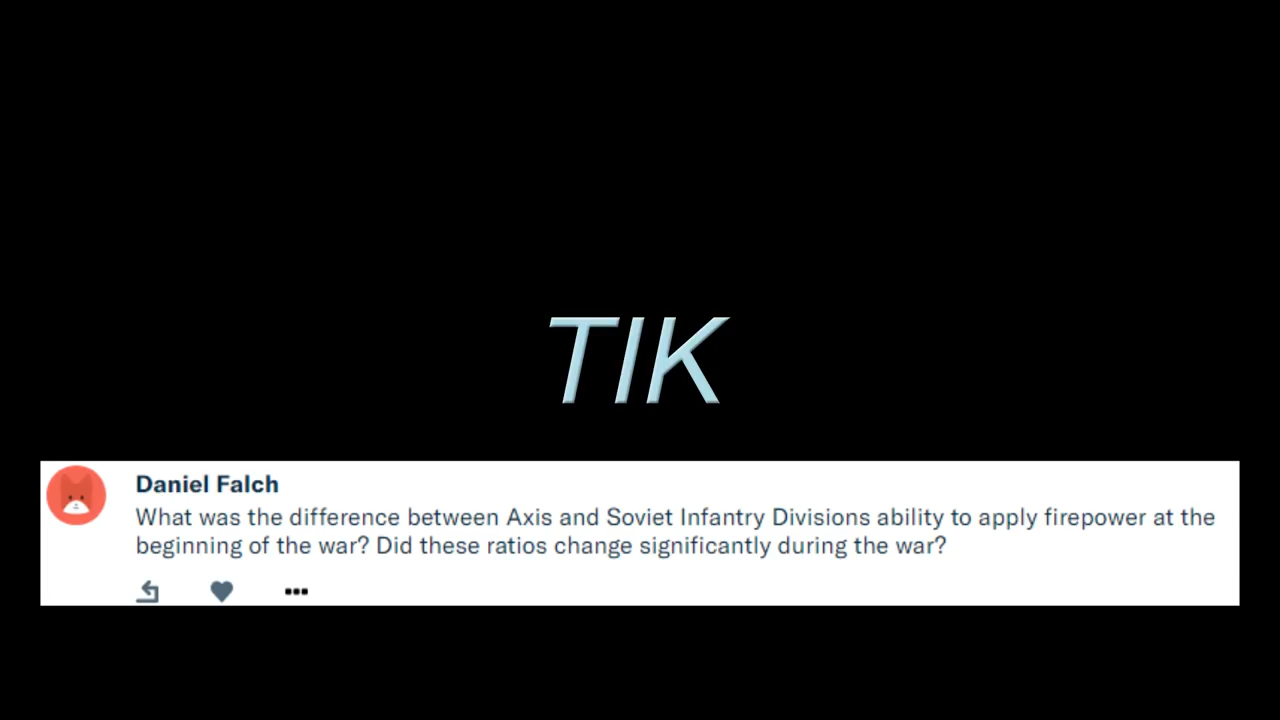 TIK
Daniel Falch
What was the difference between Axis and Soviet Infantry Divisions ability to apply firepower at the
beginning of the war? Did these ratios change significantly during the war?